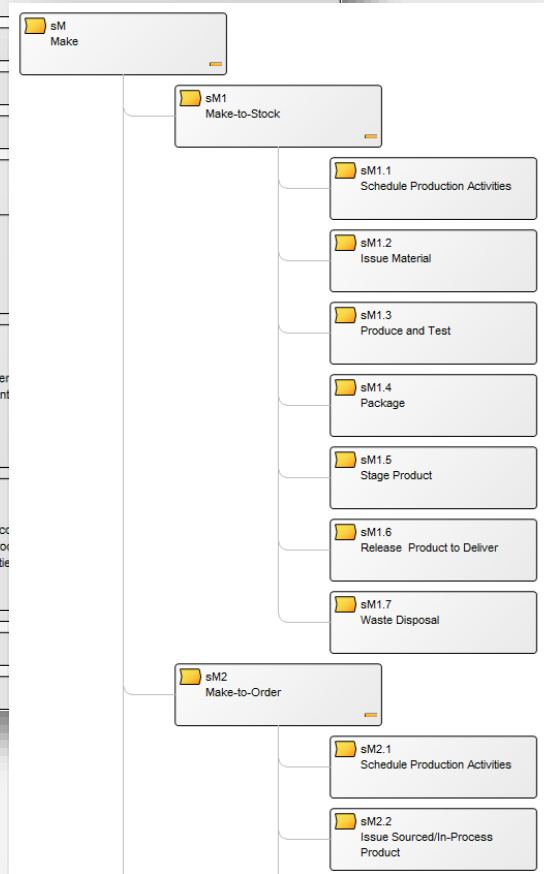 sM
Make
sM1
Make-to-Stock
sM1.1
Schedule Production Activities
sM1.2
Issue Material
sM1.3
Produce and Test
sM1.4
Package
sM1.5
Stage Product
sM1.6
Release  Product to Deliver
sM1.7
Waste Disposal
sM2
Make-to-Order
sM2.1
Schedule Production Activities
sM2.2
Issue Sourced/In-Process
Product